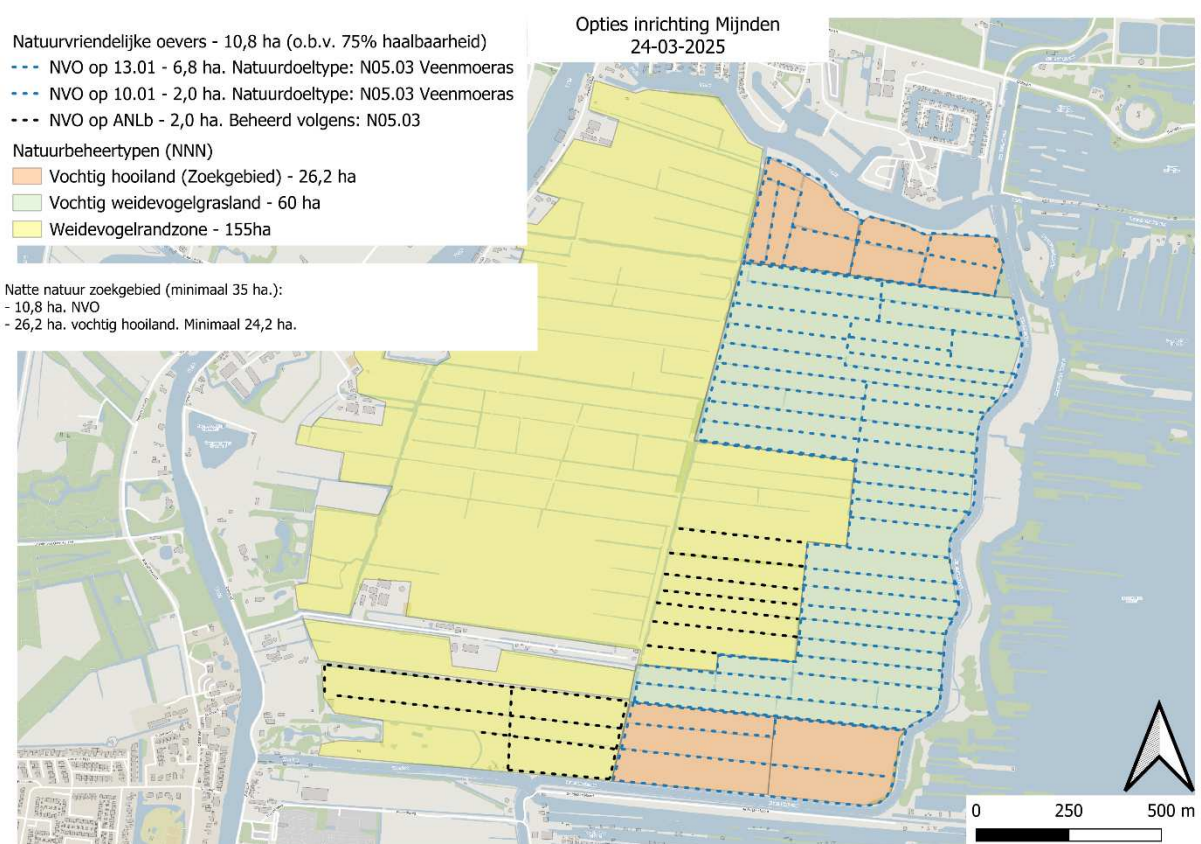 Opties inrichting Mijnden
24-03-2025
Natuurvriendelijke oevers - 10,8 ha (o.b.v. 75% haalbaarheid)
NVO op 13.01 - 6,8 ha. Natuurdoeltype: N05.03 Veenmoeras
NVO op 10.01 - 2,0 ha. Natuurdoeltype: N05.03 Veenmoeras
NVO op ANLb - 2,0 ha. Beheerd volgens: N05.03
Natuurbeheertypen (NNN)
Vochtig hooiland (Zoekgebied) - 26,2 ha
Vochtig weidevogelgrasland - 60 ha
Weidevogelrandzone - 155ha
Natte natuur zoekgebied (minimaal 35 ha.):
- 10,8 ha. NVO
- 26,2 ha. vochtig hooiland. Minimaal 24,2 ha.
0 250 500 m